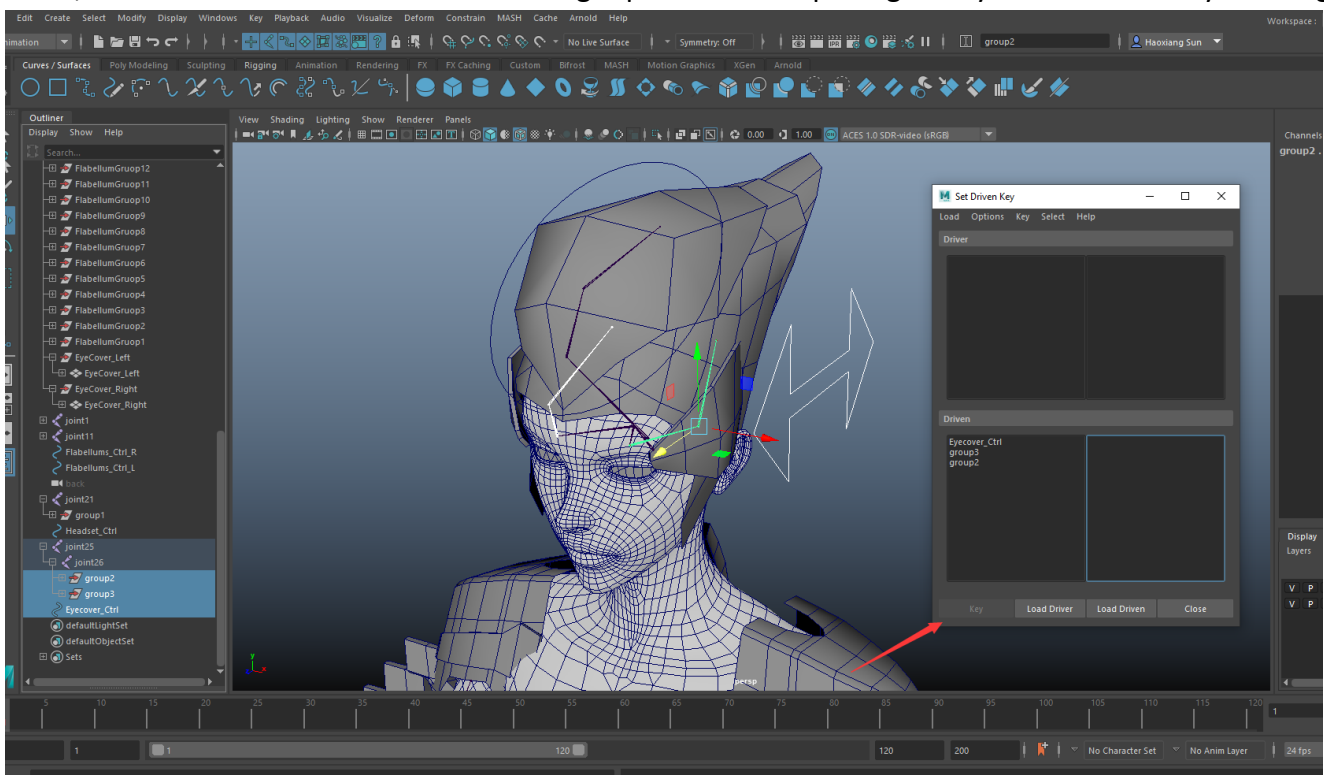 Edit Create Select Modify Display Windows Key Playback Audio Visualize Deform Constrain MASH Cache Arnold Help
Workspace :
No Live Surface
Symmetry: Off
group2
Haoxiang Sun
Curves / Surfaces Poly Modeling Sculpting Rigging Animation Rendering FX FX Caching Custom Bifrost MASH Motion Graphics XGen Arnold
Outliner
Display Show Help
Search...
FlabellumGruop12
FlabellumGruop11
FlabellumGruop10
FlabellumGruop9
FlabellumGruop8
FlabellumGruop7
FlabellumGruop6
FlabellumGruop5
FlabellumGruop4
FlabellumGruop3
FlabellumGruop2
FlabellumGruop1
EyeCover_Left
EyeCover_Left
EyeCover_Right
EyeCover_Right
joint1
joint11
Flabellums_Ctrl_R
Flabellums_Ctrl_L
back
joint21
group1
Headset_Ctrl
joint25
joint26
group2
group3
Eyecover_Ctrl
defaultLightSet
defaultObjectSet
Sets
View Shading Lighting Show Renderer Panels
0.00 1.00 ACES 1.0 SDR-video (sRGB)
y
x
persp
Set Driven Key
Load Options Key Select Help
Driver
Driven
Eyecover_Ctrl
group3
group2
Key Load Driver Load Driven Close
Channels
group2 .
Display
Layers
V P
V P
5 10 15 20 25 30 35 40 45 50 55 60 65 70 75 80 85 90 95 100 105 110 115 120
1
1 1 120 120 200 No Character Set No Anim Layer 24 fps